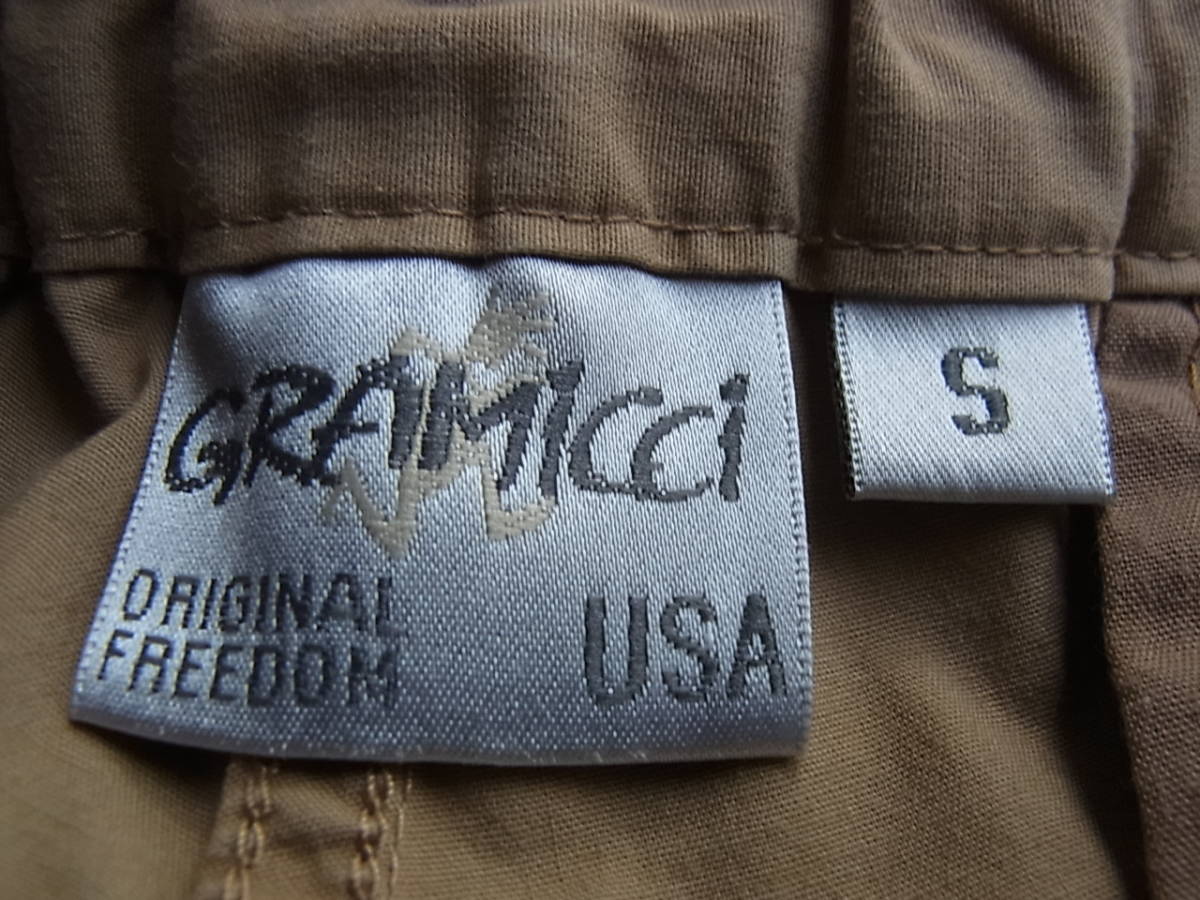 GRAMicci
ORIGINAL
FREEDOM
USA
S